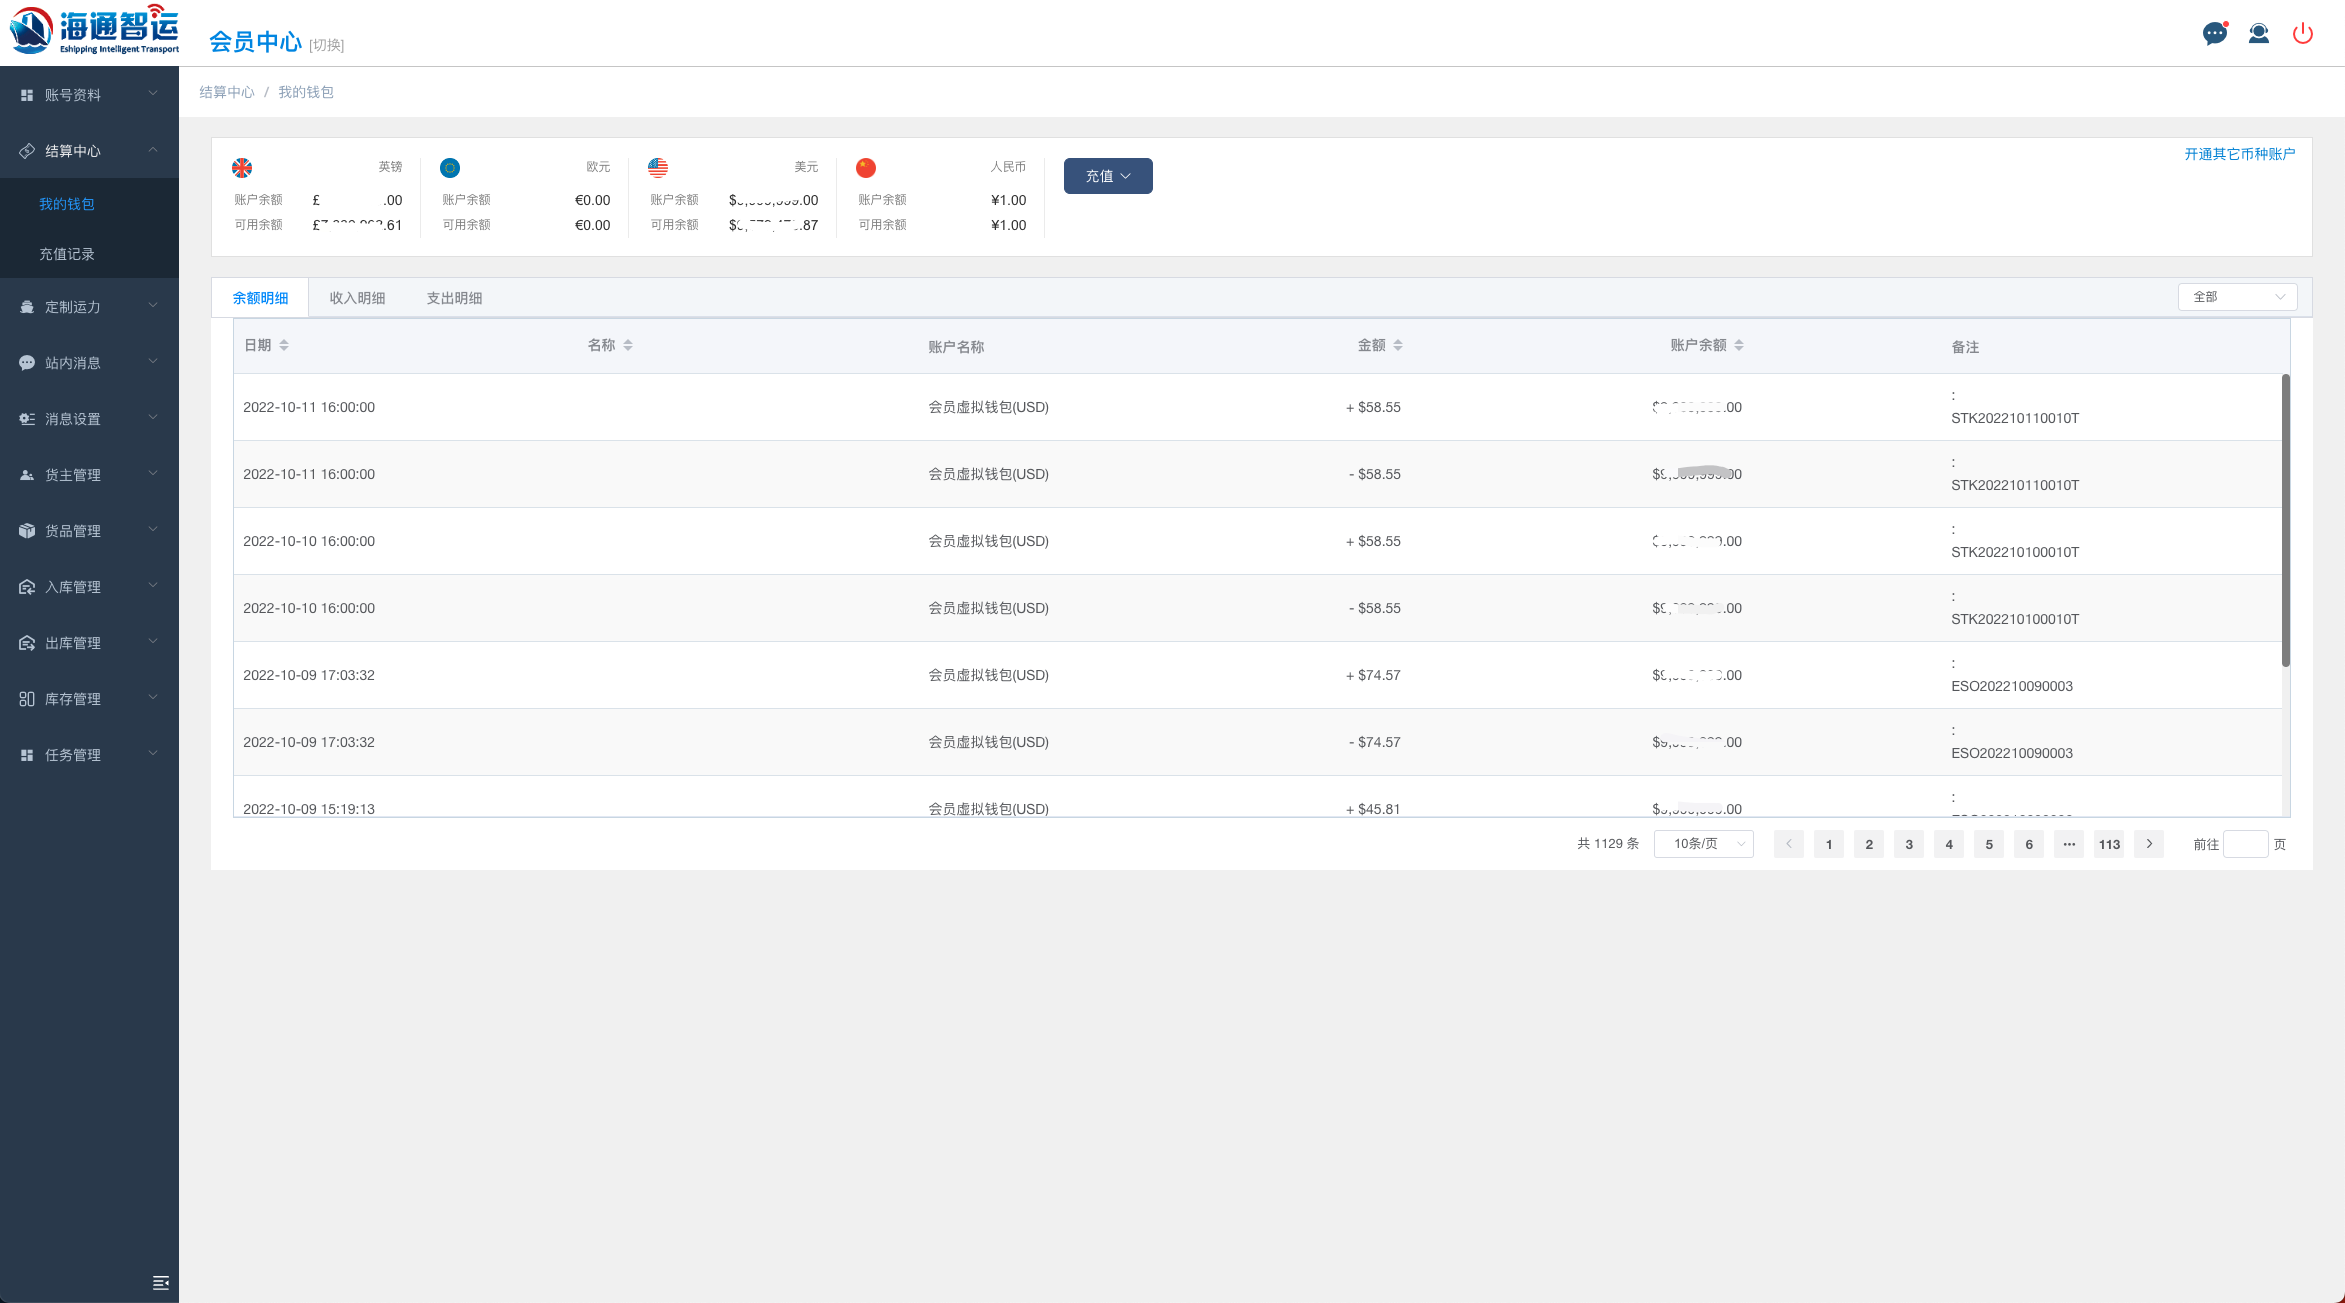 海通智运
Eshipping Intelligent Transport
会员中心 [切换]
账号资料
结算中心
我的钱包
充值记录
定制运力
站内消息
消息设置
货主管理
货品管理
入库管理
出库管理
库存管理
任务管理
结算中心 / 我的钱包
英镑
账户余额 £ .00
可用余额 .61
欧元
账户余额 €0.00
可用余额 €0.00
美元
账户余额 .00
可用余额 .87
人民币
账户余额 ¥1.00
可用余额 ¥1.00
充值
开通其它币种账户
余额明细 收入明细 支出明细 全部
日期 名称 账户名称 金额 账户余额 备注
2022-10-11 16:00:00 会员虚拟钱包(USD) + $58.55 .00 :
STK202210110010T
2022-10-11 16:00:00 会员虚拟钱包(USD) - $58.55 :
STK202210110010T
2022-10-10 16:00:00 会员虚拟钱包(USD) + $58.55 .00 :
STK202210100010T
2022-10-10 16:00:00 会员虚拟钱包(USD) - $58.55 .00 :
STK202210100010T
2022-10-09 17:03:32 会员虚拟钱包(USD) + $74.57 .00 :
ESO202210090003
2022-10-09 17:03:32 会员虚拟钱包(USD) - $74.57 .00 :
ESO202210090003
2022-10-09 15:19:13 会员虚拟钱包(USD) + $45.81 .00 :
共 1129 条 10条/页 1 2 3 4 5 6 ··· 113 前往 页